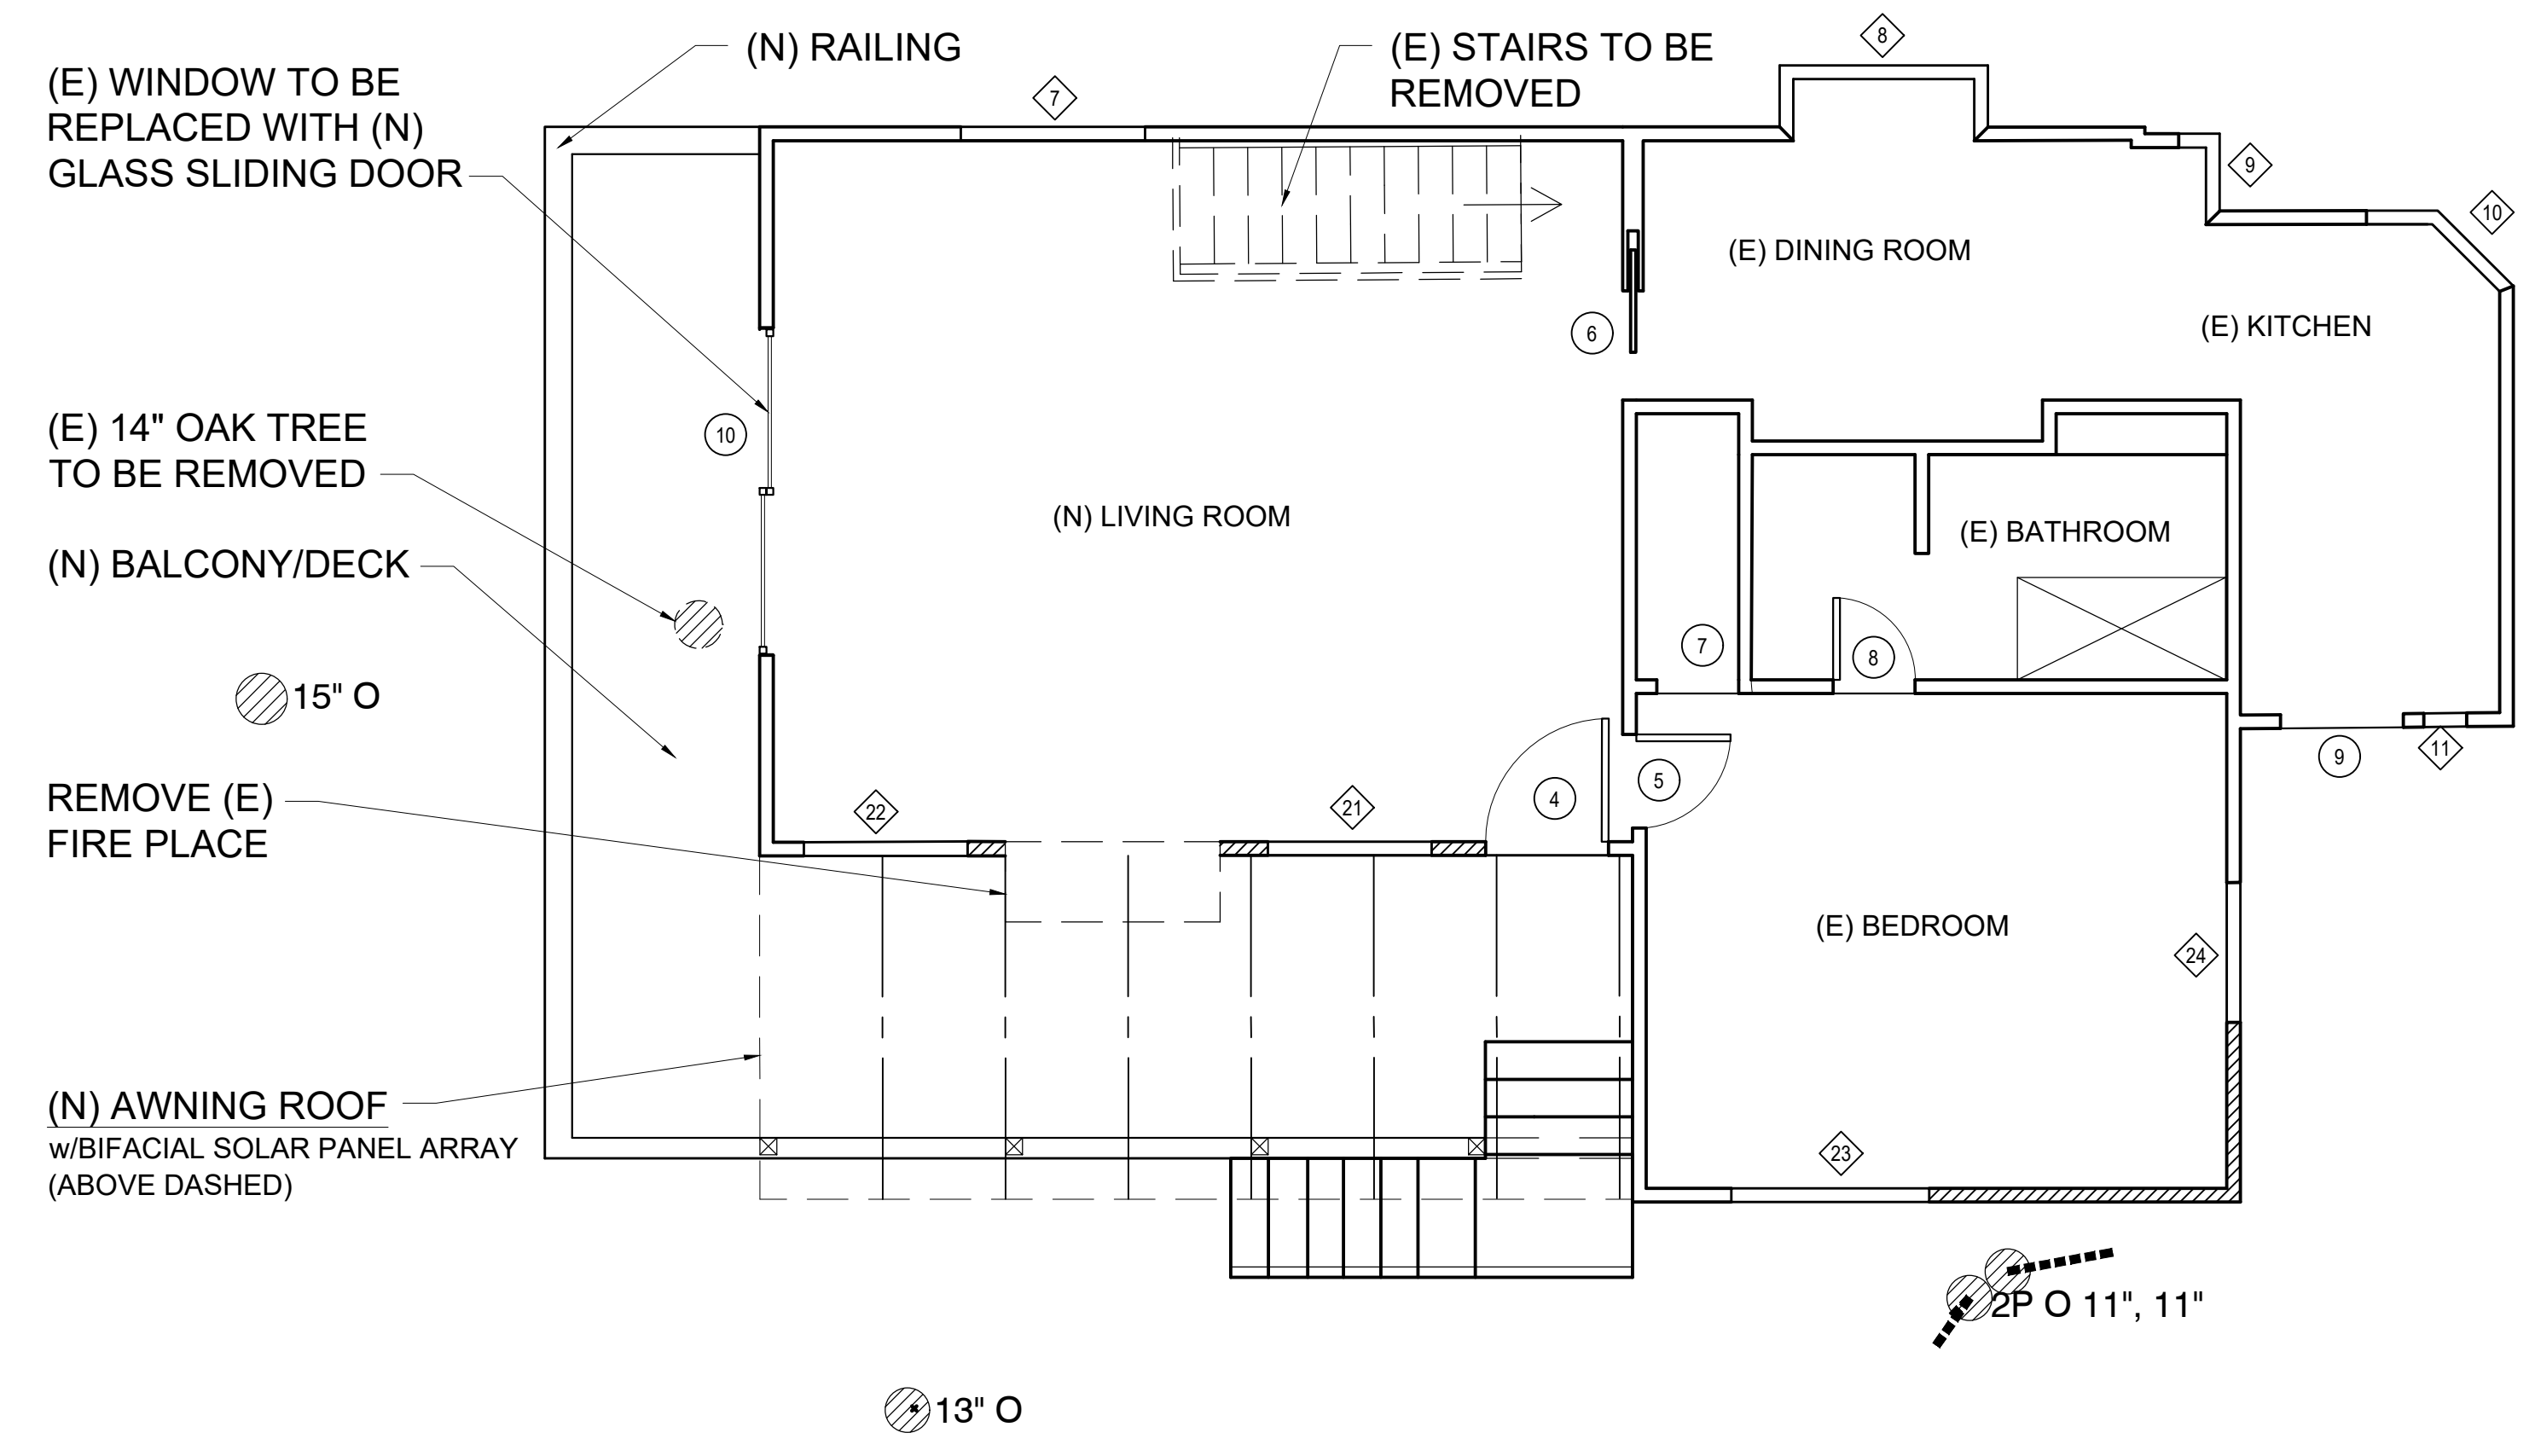 8
(N) RAILING
(E) STAIRS TO BE
REMOVED
(E) WINDOW TO BE
REPLACED WITH (N)
GLASS SLIDING DOOR
7
9
10
(E) DINING ROOM
(E) KITCHEN
6
(E) 14" OAK TREE
TO BE REMOVED
10
(N) LIVING ROOM
(E) BATHROOM
(N) BALCONY/DECK
7
8
15" O
5
4
11
9
REMOVE (E)
FIRE PLACE
22
21
(E) BEDROOM
24
(N) AWNING ROOF
w/BIFACIAL SOLAR PANEL ARRAY
(ABOVE DASHED)
23
2P O 11", 11"
13" O